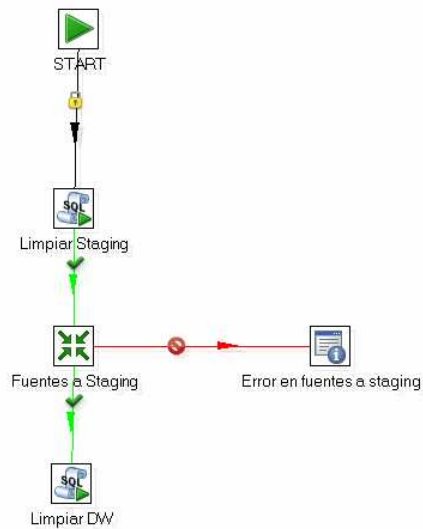 START
SQL
Limpiar Staging
Fuentes a Staging
Error en fuentes a staging
SQL
Limpiar DW